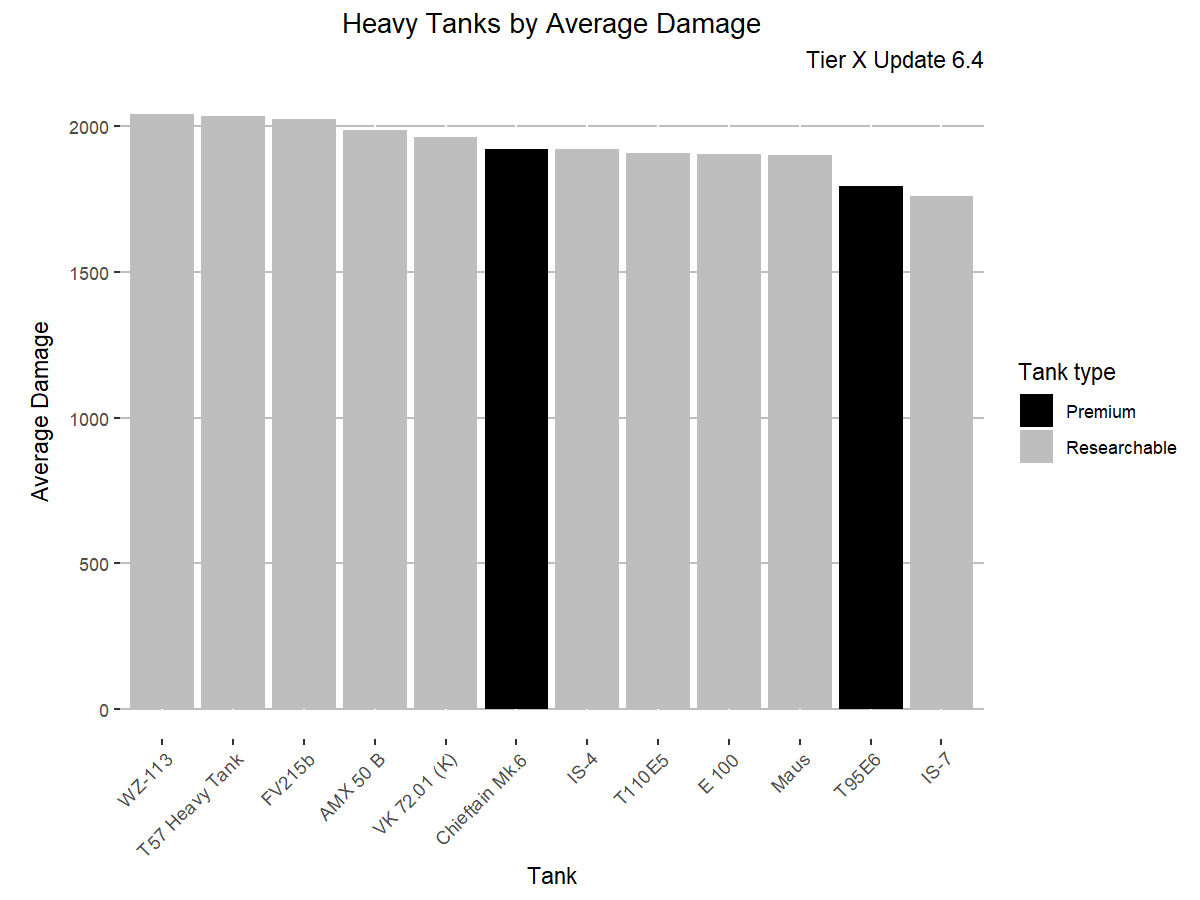 Heavy Tanks by Average Damage
Tier X Update 6.4
Average Damage
2000
1500
1000
500
0
WZ-113
T57 Heavy Tank
FV215b
AMX 50 B
VK 72.01 (K)
Chieftain Mk.6
IS-4
T110E5
E 100
Maus
T95E6
IS-7
Tank
Tank type
Premium
Researchable